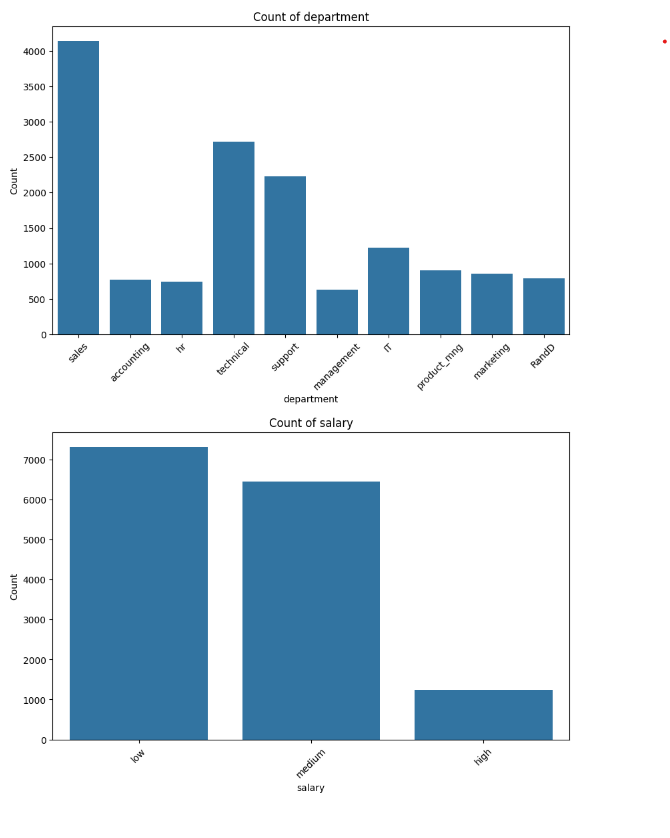 Count of department
4000
3500
3000
2500
2000
1500
1000
500
0
Count
sales
accounting
hr
technical
support
management
IT
product_mng
marketing
RandD
department
Count of salary
7000
6000
5000
4000
3000
2000
1000
0
Count
low
medium
high
salary